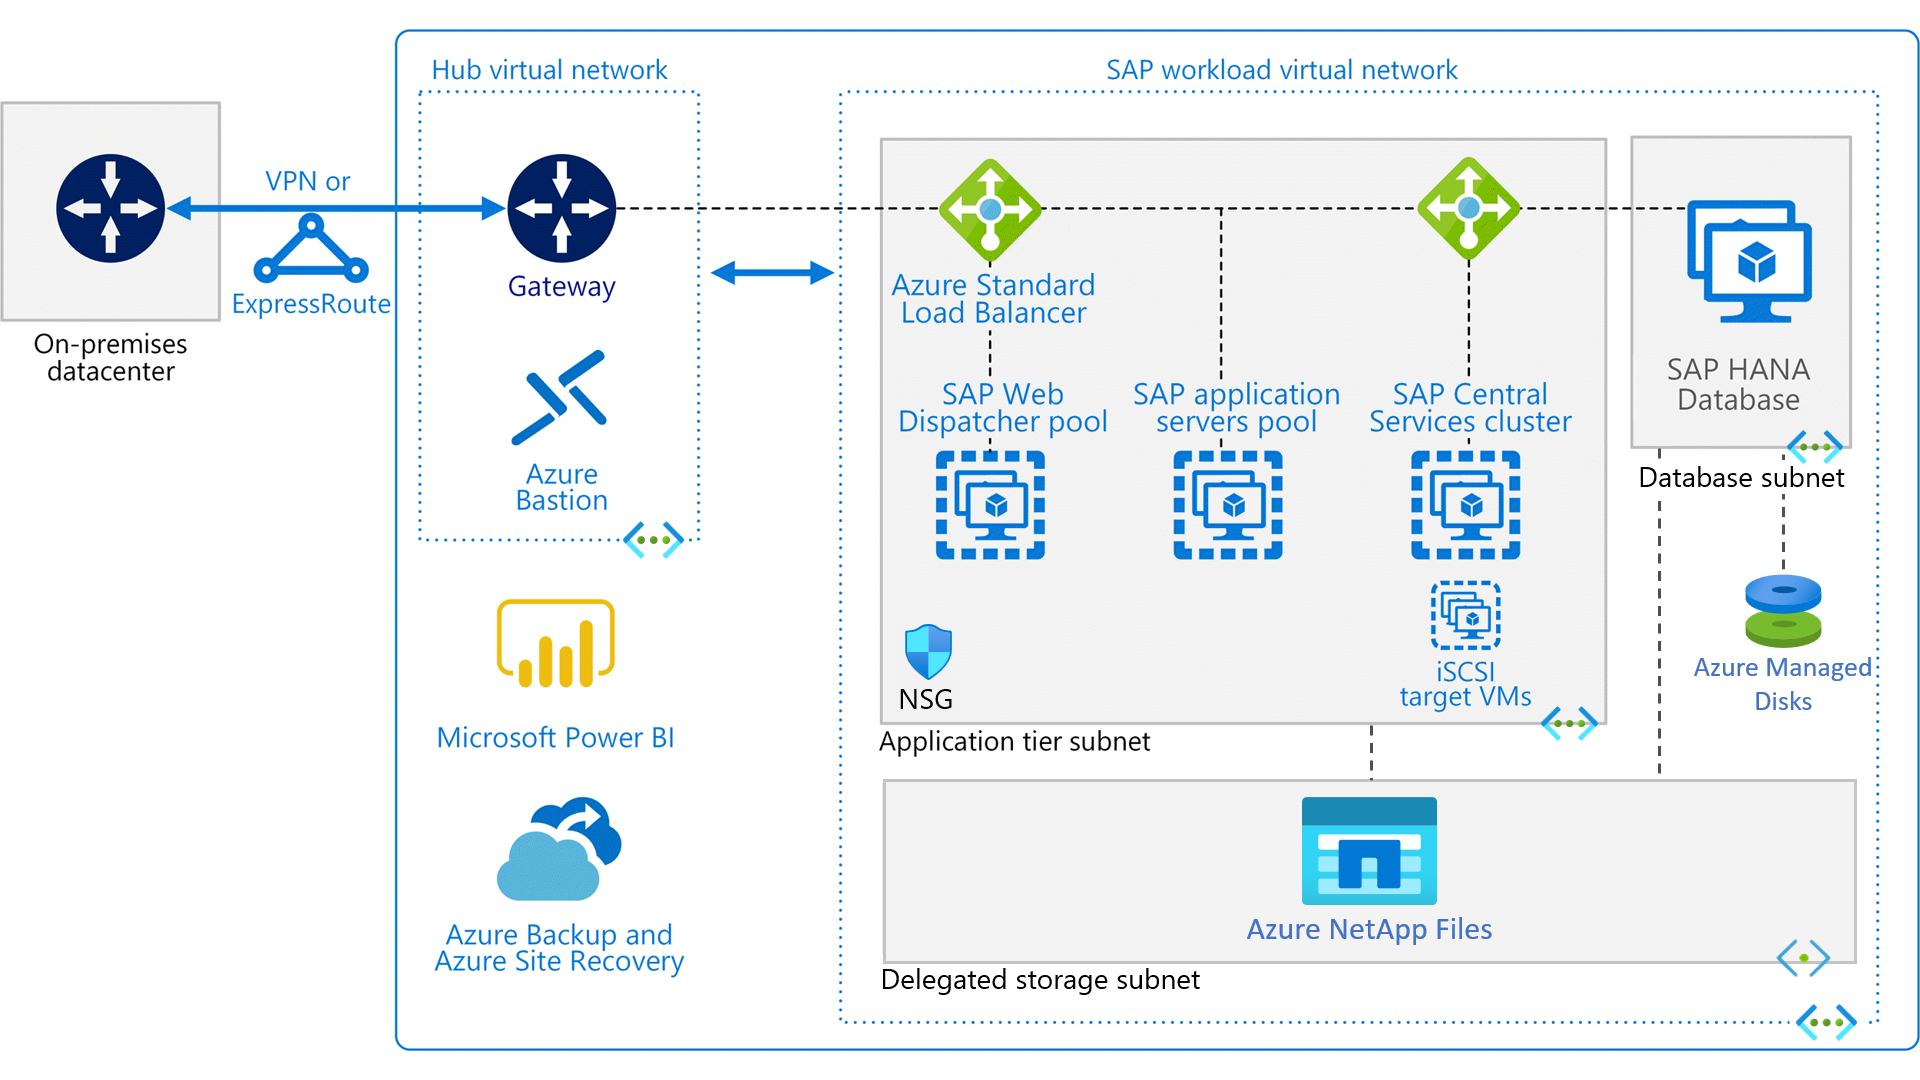 Hub virtual network
SAP workload virtual network
VPN or
ExpressRoute
On-premises
datacenter
Gateway
Azure
Bastion
Microsoft Power BI
Azure Backup and
Azure Site Recovery
Azure Standard
Load Balancer
SAP Web
Dispatcher pool
SAP application
servers pool
SAP Central
Services cluster
iSCSI
target VMs
NSG
Application tier subnet
SAP HANA
Database
Database subnet
Azure Managed
Disks
Azure NetApp Files
Delegated storage subnet